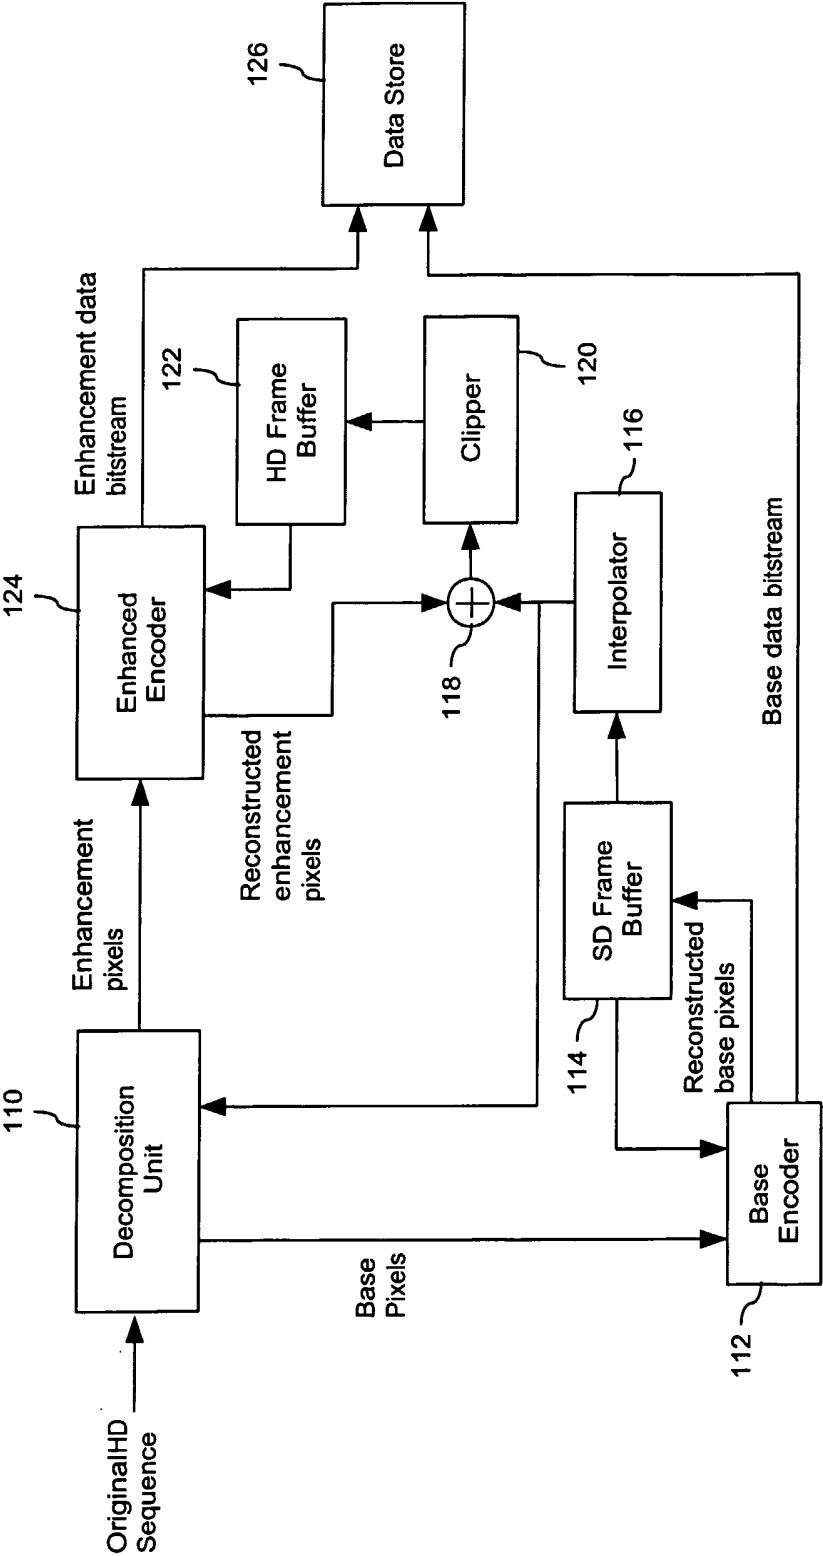 OriginalHD
Sequence
110
Decomposition
Unit
Enhancement
pixels
124
Enhanced
Encoder
Enhancement data
bitstream
126
Data Store
Reconstructed
enhancement
pixels
122
HD Frame
Buffer
118
Clipper
120
Base
Pixels
114
SD Frame
Buffer
Interpolator
116
Reconstructed
base pixels
112
Base
Encoder
Base data bitstream